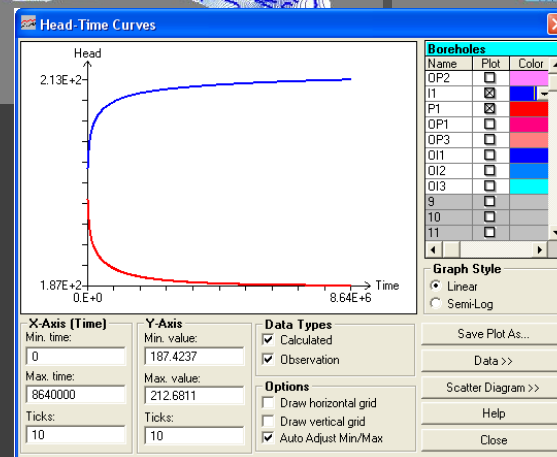 Head-Time Curves
Head
2.13E+2
1.87E+2
0.E+0
8.64E+6
Time
Boreholes
Name Plot Color
OP2
I1
P1
OP1
OP3
OI1
OI2
OI3
9
10
11
Graph Style
Linear
Semi-Log
X-Axis (Time)
Min. time:
0
Max. time:
8640000
Ticks:
10
Y-Axis
Min. value:
187.4237
Max. value:
212.6811
Ticks:
10
Data Types
Calculated
Observation
Options
Draw horizontal grid
Draw vertical grid
Auto Adjust Min/Max
Save Plot As...
Data >>
Scatter Diagram >>
Help
Close